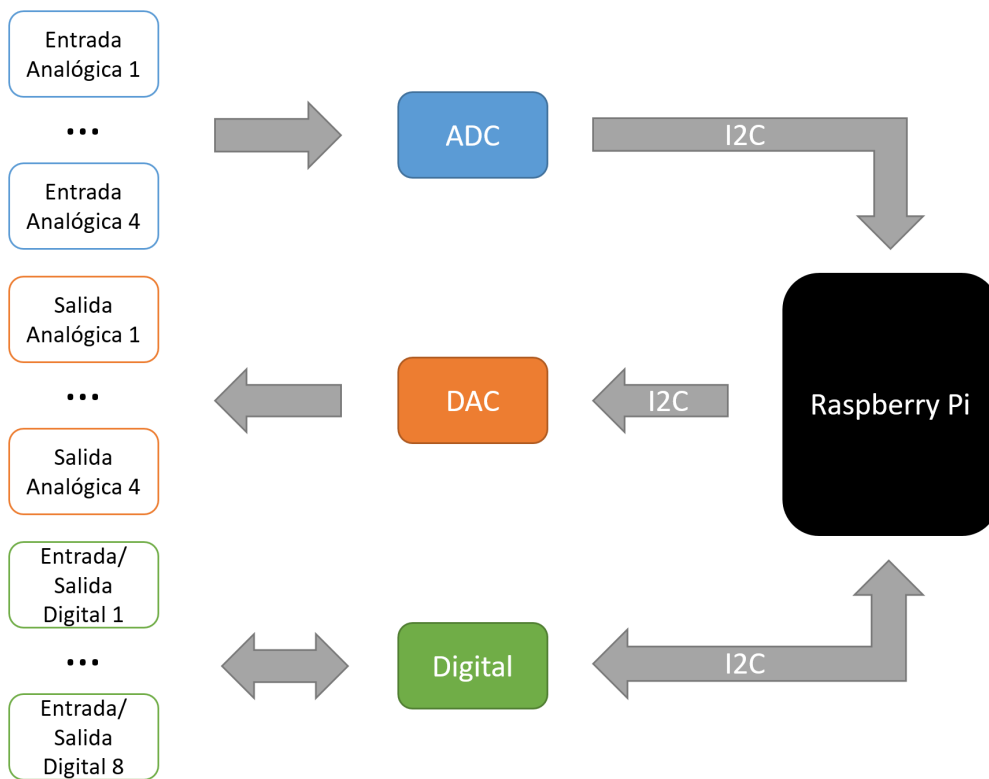 Entrada
Analógica 1
...
Entrada
Analógica 4
ADC
I2C
Salida
Analógica 1
...
Salida
Analógica 4
DAC
I2C
Raspberry Pi
Entrada/
Salida
Digital 1
...
Entrada/
Salida
Digital 8
Digital
I2C